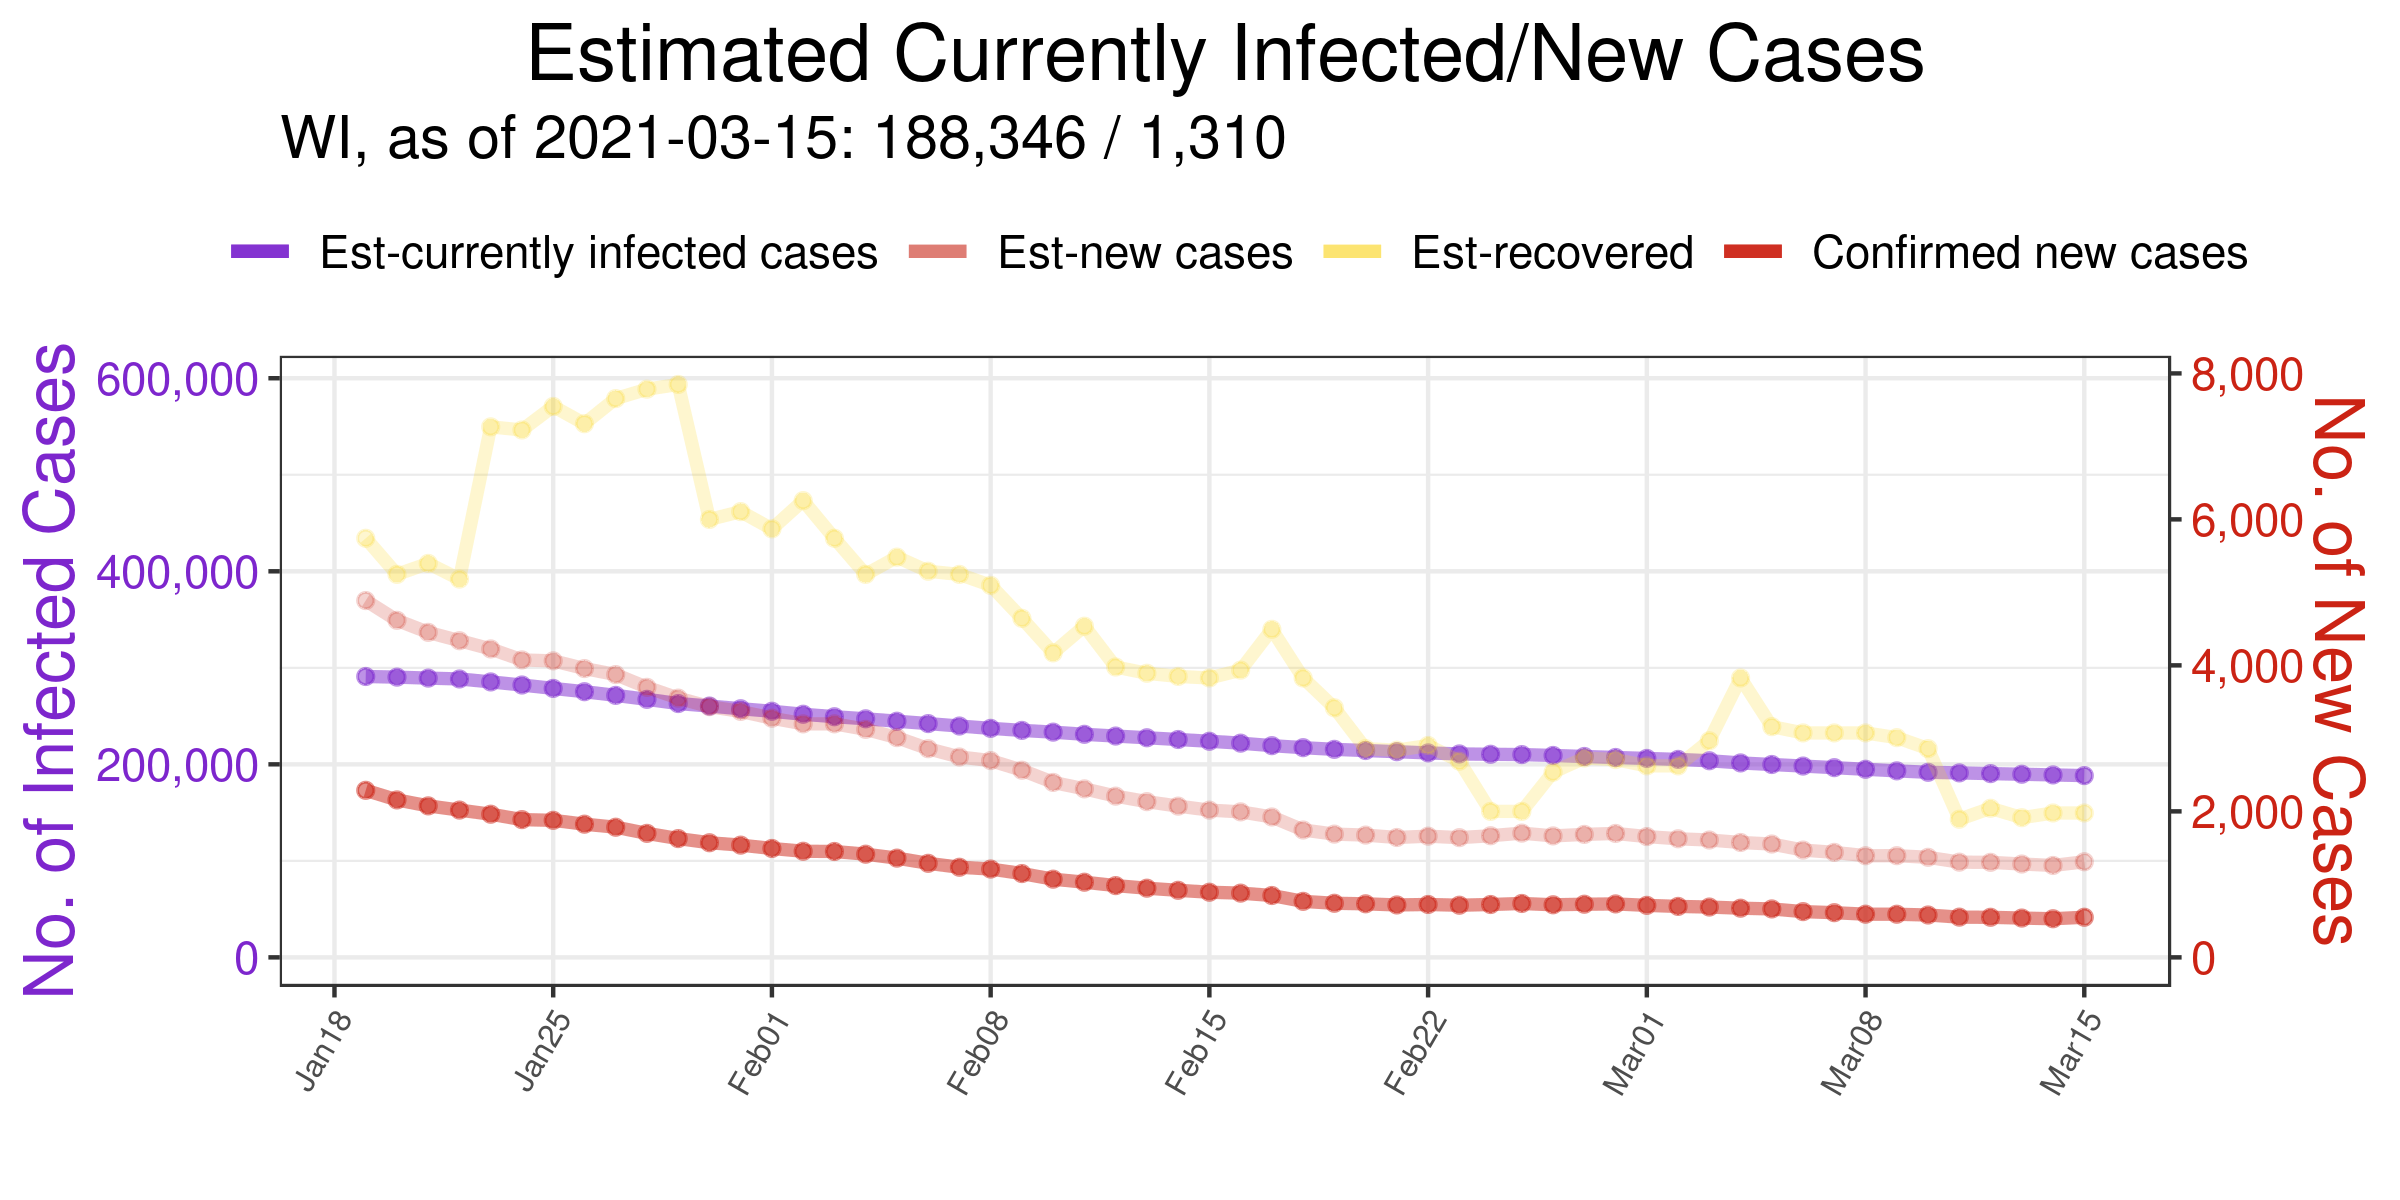 Estimated Currently Infected/New Cases
WI, as of 2021-03-15: 188,346 / 1,310
Est-currently infected cases Est-new cases Est-recovered Confirmed new cases
No. of Infected Cases
600,000
400,000
200,000
0
8,000
6,000
4,000
2,000
0
No. of New Cases
Jan18 Jan25 Feb01 Feb08 Feb15 Feb22 Mar01 Mar08 Mar15